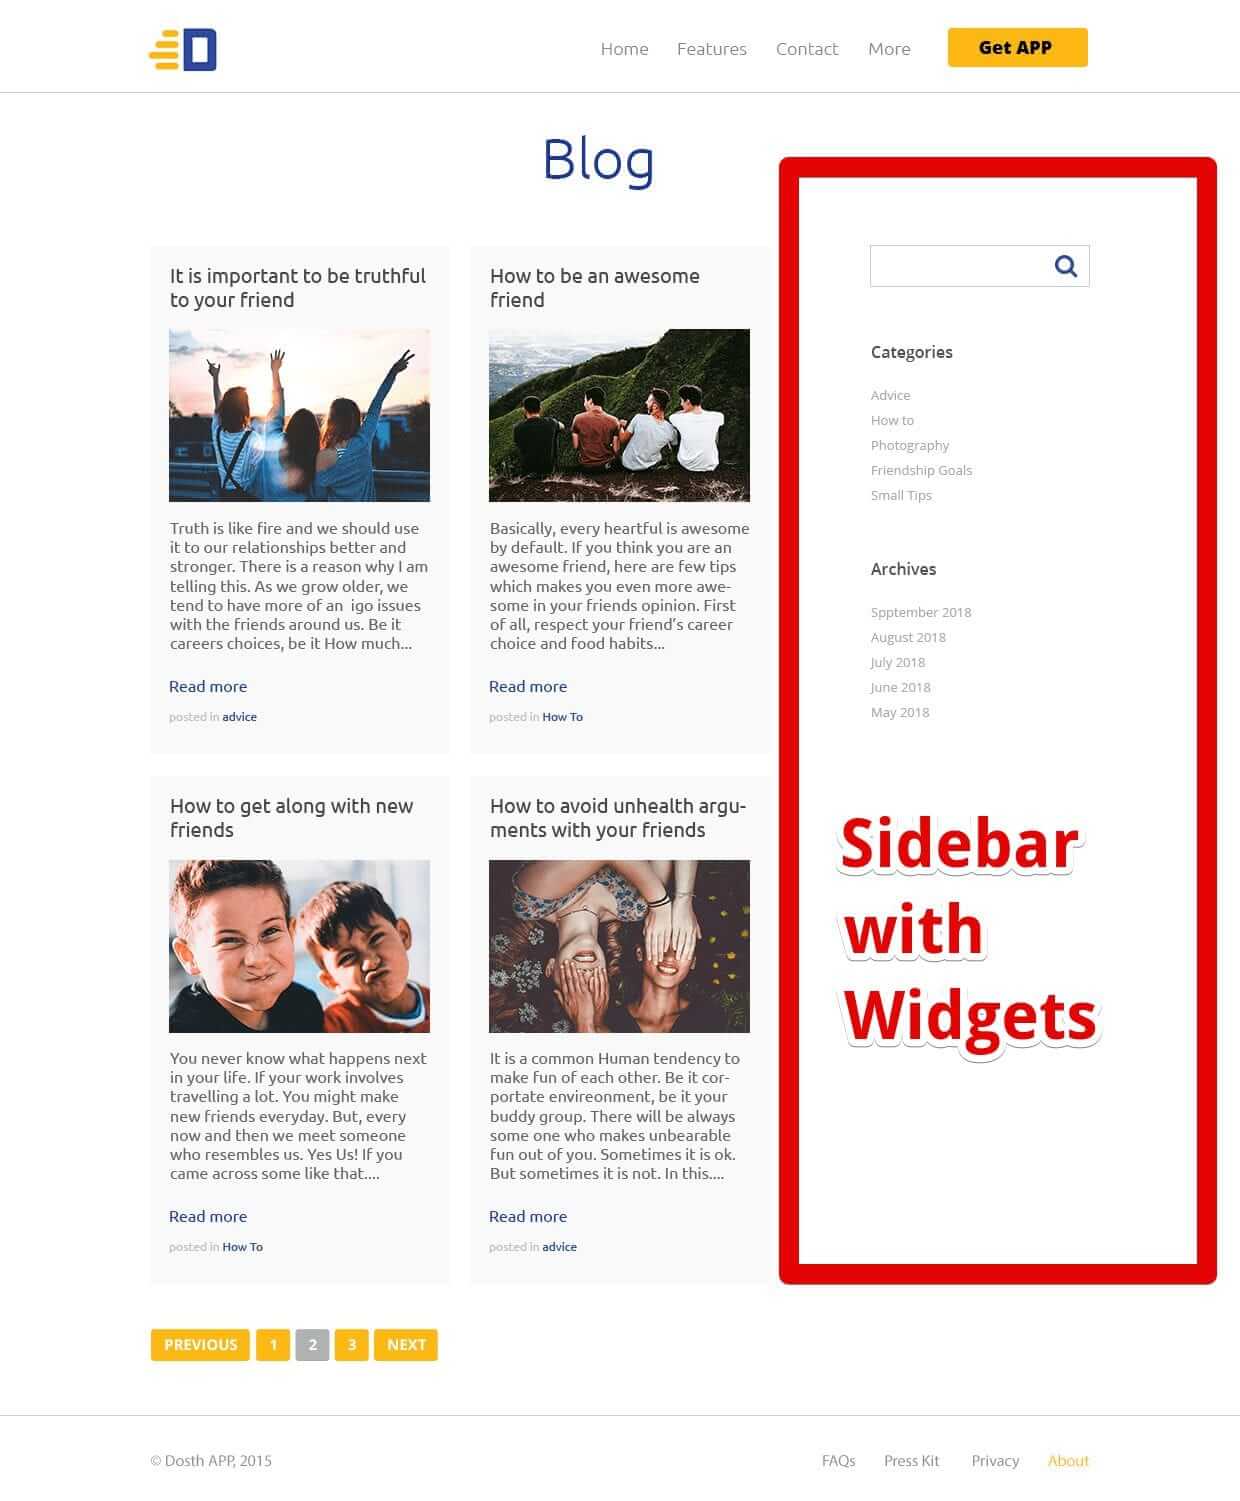 D
Home Features Contact More Get APP
Blog
It is important to be truthful
to your friend
Truth is like fire and we should use
it to our relationships better and
stronger. There is a reason why I am
telling this. As we grow older, we
tend to have more of an  igo issues
with the friends around us. Be it
careers choices, be it How much...
Read more
posted in advice
How to be an awesome
friend
Basically, every heartful is awesome
by default. If you think you are an
awesome friend, here are few tips
which makes you even more awe-
some in your friends opinion. First
of all, respect your friend's career
choice and food habits...
Read more
posted in How To
How to get along with new
friends
You never know what happens next
in your life. If your work involves
travelling a lot. You might make
new friends everyday. But, every
now and then we meet someone
who resembles us. Yes Us! If you
came across some like that....
Read more
posted in How To
How to avoid unhealth argu-
ments with your friends
It is a common Human tendency to
make fun of each other. Be it cor-
portate envireonment, be it your
buddy group. There will be always
some one who makes unbearable
fun out of you. Sometimes it is ok.
But sometimes it is not. In this....
Read more
posted in advice
Categories
Advice
How to
Photography
Friendship Goals
Small Tips
Archives
Spptember 2018
August 2018
July 2018
June 2018
May 2018
Sidebar
with
Widgets
PREVIOUS 1 2 3 NEXT
© Dosth APP, 2015
FAQs Press Kit Privacy About